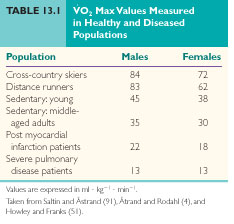 TABLE 13.1 VO₂ Max Values Measured
in Healthy and Diseased
Populations
Population Males Females
Cross-country skiers 84 72
Distance runners 83 62
Sedentary: young 45 38
Sedentary: middle-
aged adults 35 30
Post myocardial
infarction patients 22 18
Severe pulmonary
disease patients 13 13
Values are expressed in ml · kg⁻¹ · min⁻¹.
Taken from Saltin and Åstrand (91), Åtrand and Rodahl (4), and
Howley and Franks (51).